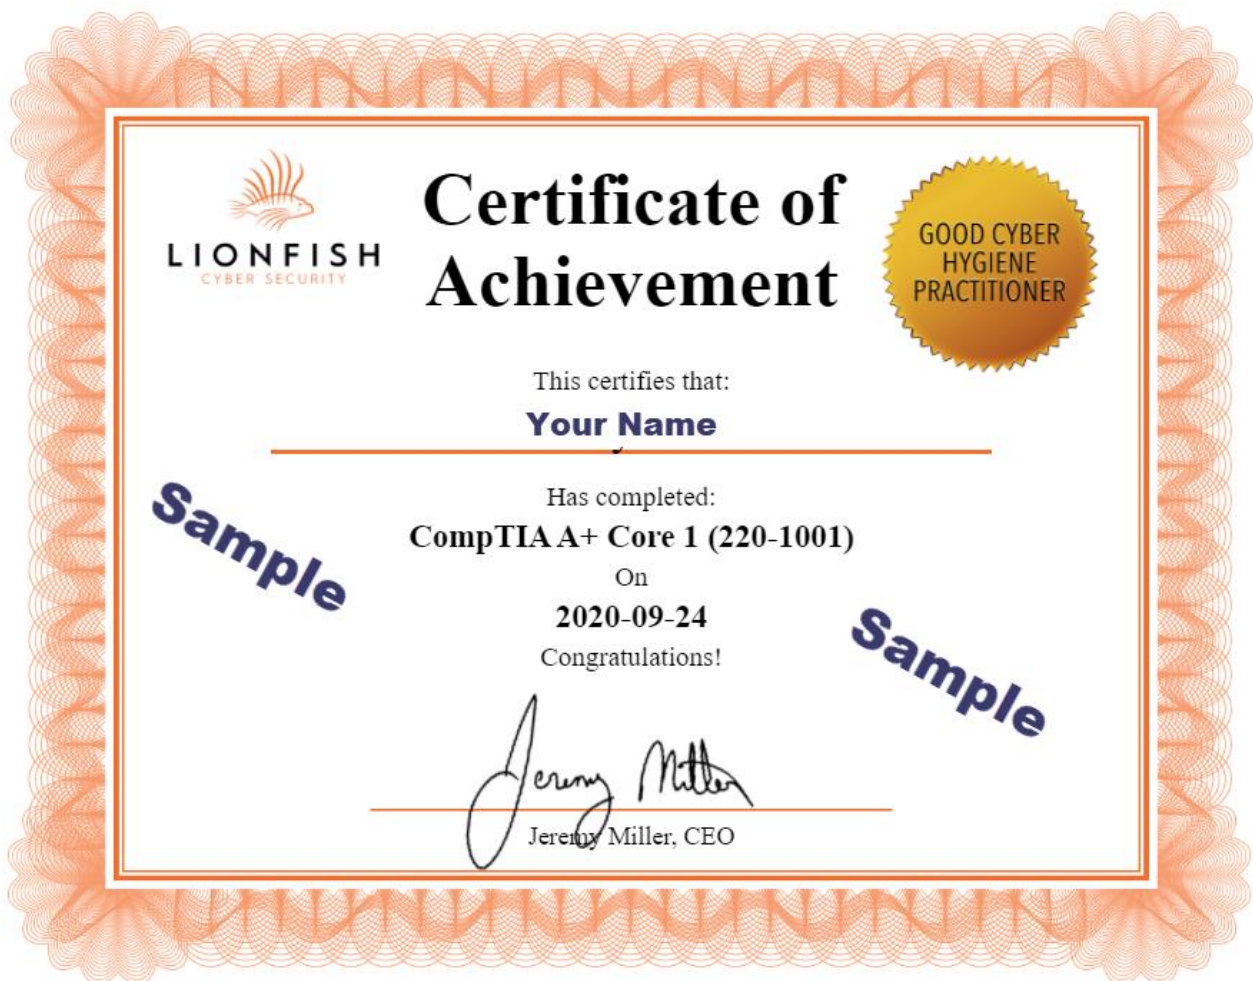 LIONFISH
CYBER SECURITY
Certificate of
Achievement
GOOD CYBER
HYGIENE
PRACTITIONER
This certifies that:
Your Name
Has completed:
CompTIA A+ Core 1 (220-1001)
On
2020-09-24
Congratulations!
Sample
Sample
Jeremy Miller
Jeremy Miller, CEO